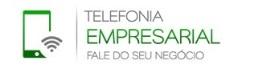 TELEFONIA
EMPRESARIAL
FALE DO SEU NEGÓCIO